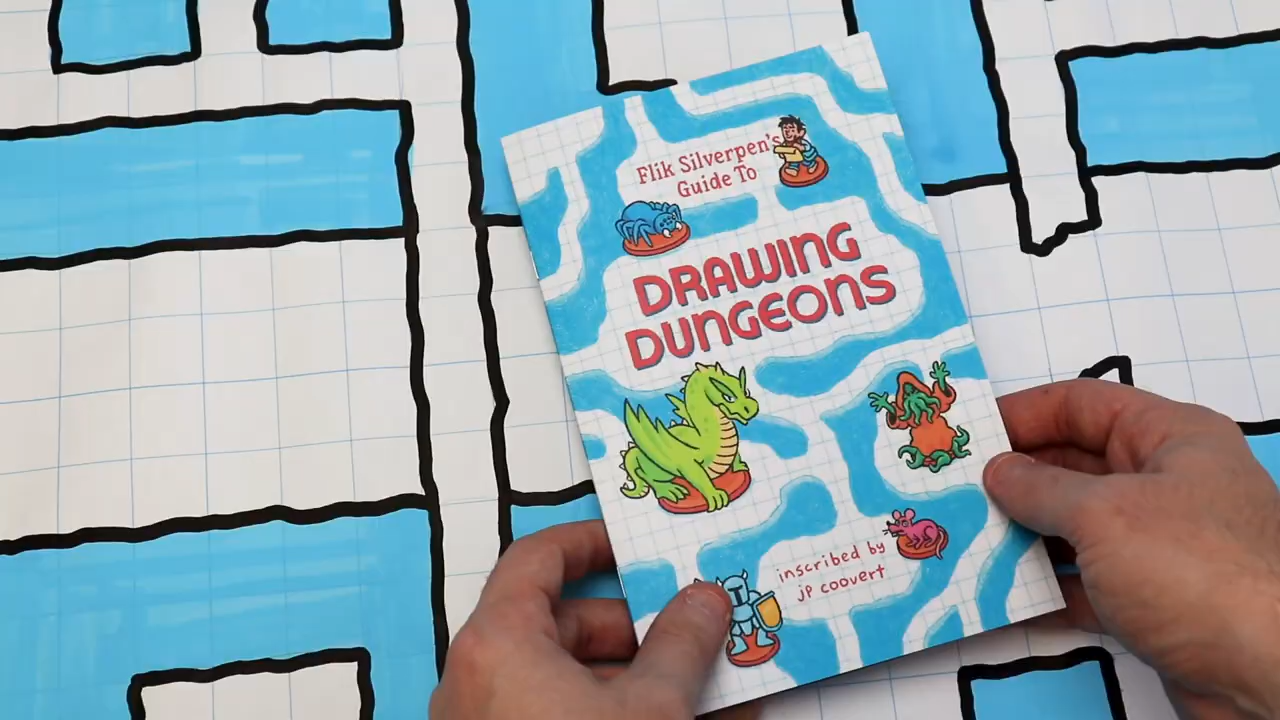 Flik Silverpen's
Guide To
DRAWING
DUNGEONS
inscribed by
jp coovert